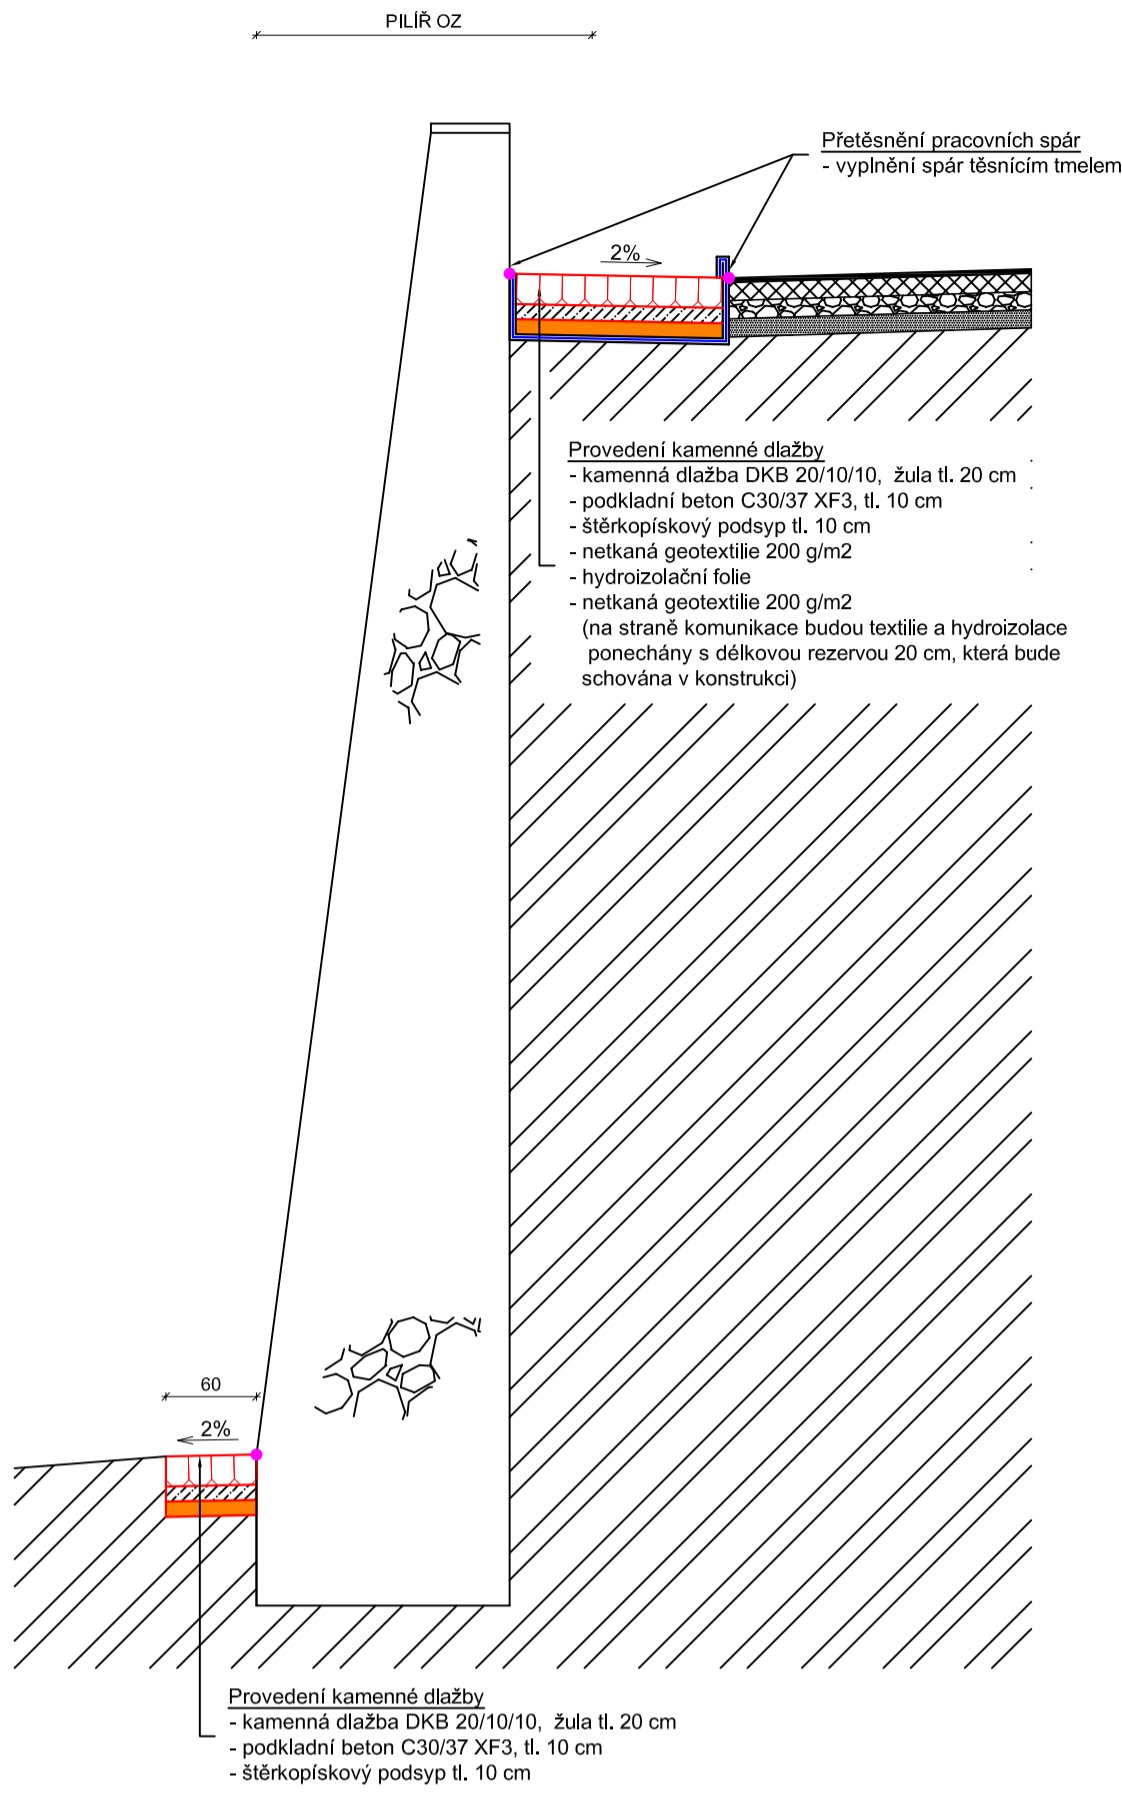 PILÍŘ OZ
Přetěsnění pracovních spár
- vyplnění spár těsnícím tmelem
2%
Provedení kamenné dlažby
- kamenná dlažba DKB 20/10/10, žula tl. 20 cm
- podkladní beton C30/37 XF3, tl. 10 cm
- štěrkopískový podsyp tl. 10 cm
- netkaná geotextilie 200 g/m2
- hydroizolační folie
- netkaná geotextilie 200 g/m2
(na straně komunikace budou textilie a hydroizolace
ponechány s délkovou rezervou 20 cm, která bude
schována v konstrukci)
60
2%
Provedení kamenné dlažby
- kamenná dlažba DKB 20/10/10, žula tl. 20 cm
- podkladní beton C30/37 XF3, tl. 10 cm
- štěrkopískový podsyp tl. 10 cm